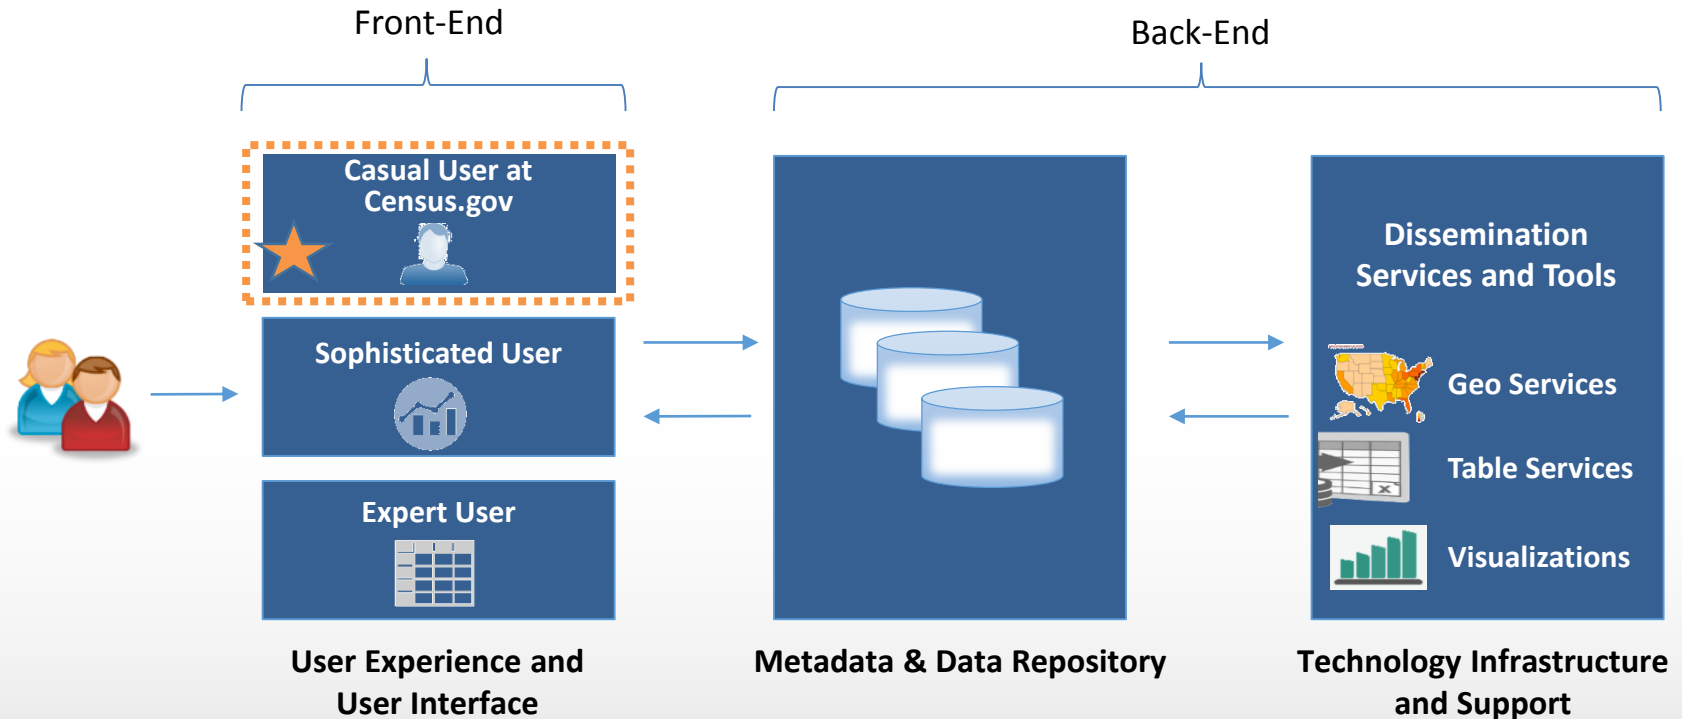 Front-End
Back-End
Casual User at
Census.gov
Sophisticated User
Expert User
User Experience and
User Interface
Metadata & Data Repository
Dissemination
Services and Tools
Geo Services
Table Services
X
Visualizations
Technology Infrastructure
and Support